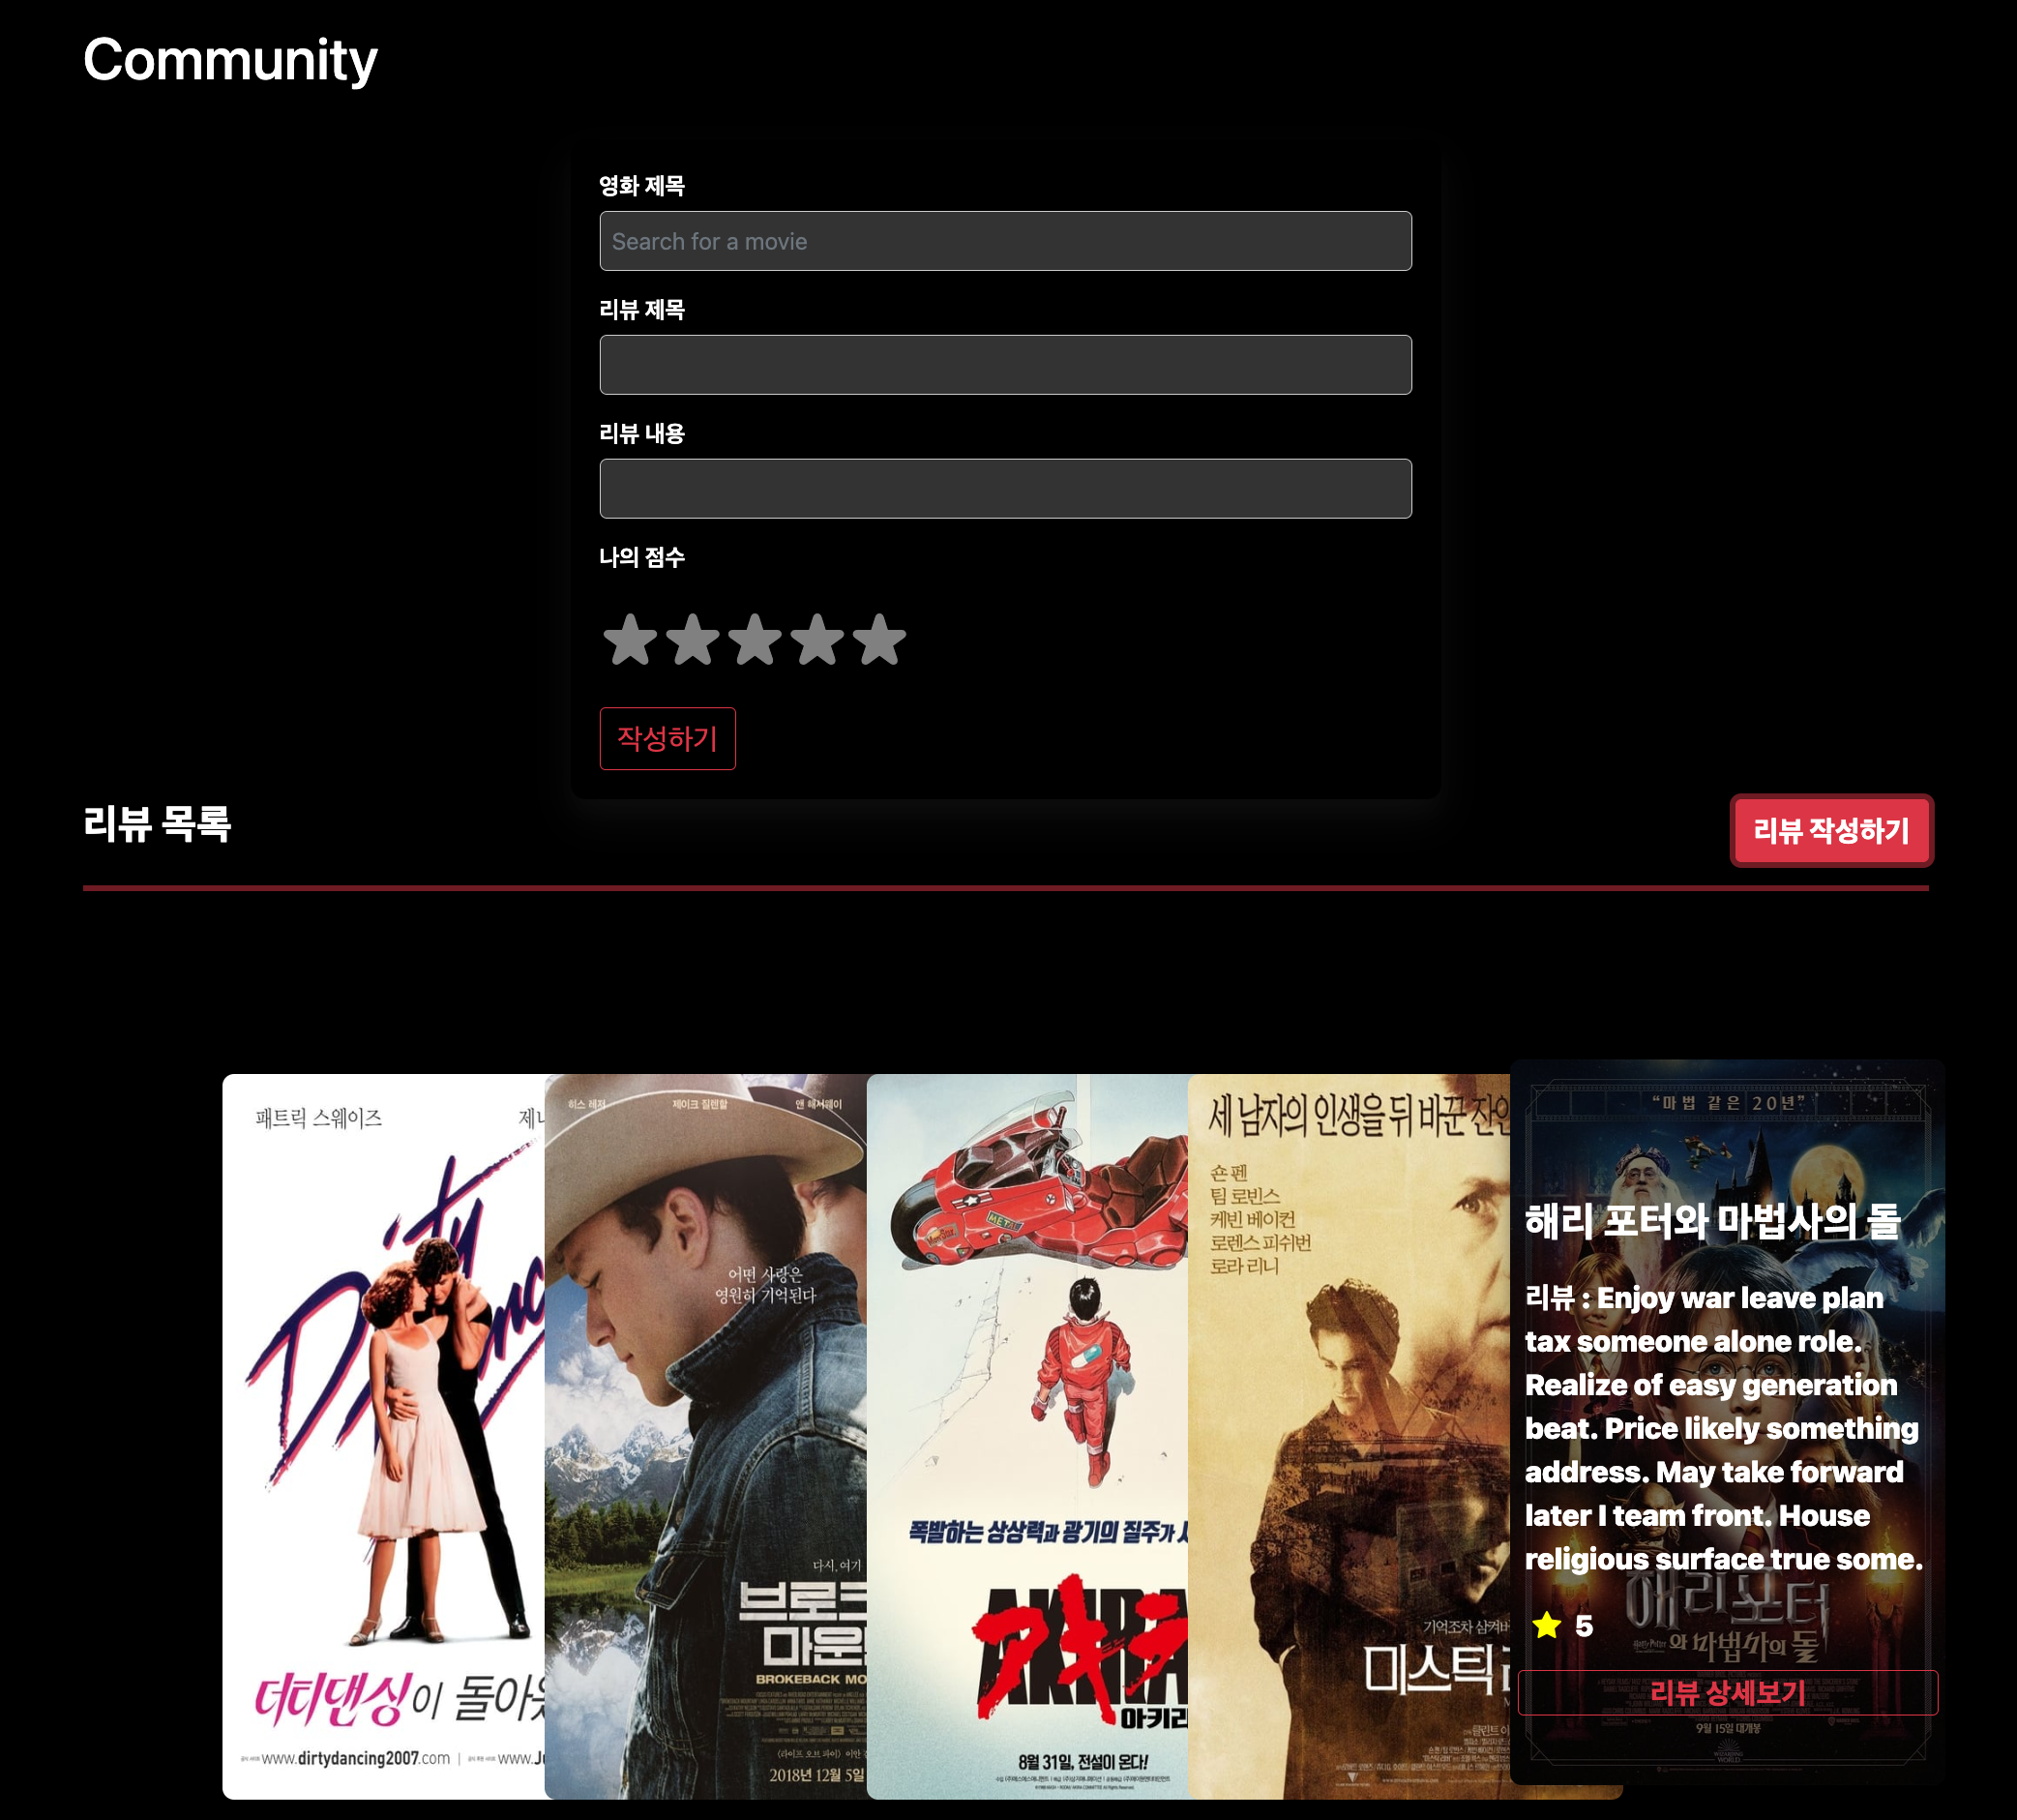 Community
영화 제목
Search for a movie
리뷰 제목
리뷰 내용
나의 점수
작성하기
리뷰 목록
리뷰 작성하기
패트릭 스웨이즈
Dirty
더티댄싱이
www.dirtydancing2007.com
히스 레저 제이크 질렌할 앤 해서웨이
어떤 사랑은
영원히 기억된다
다시, 여기
브로크
마운
BROKEBACK MO
2018년 12월 5일
METAL
폭발하는 상상력과 광기의 질주가
AKIRA
アキラ
아키라
8월 31일, 전설이 온다!
세 남자의 인생을 뒤 바꾼 잔인
숀 펜
팀 로빈스
케빈 베이컨
로렌스 피쉬번
로라 리니
기억조차 삼켜버
미스틱
“마법 같은 20년”
해리 포터와 마법사의 돌
리뷰 : Enjoy war leave plan
tax someone alone role.
Realize of easy generation
beat. Price likely something
address. May take forward
later I team front. House
religious surface true some.
해리포터
와 마법사의 돌
5
리뷰 상세보기
9월 15일 대개봉